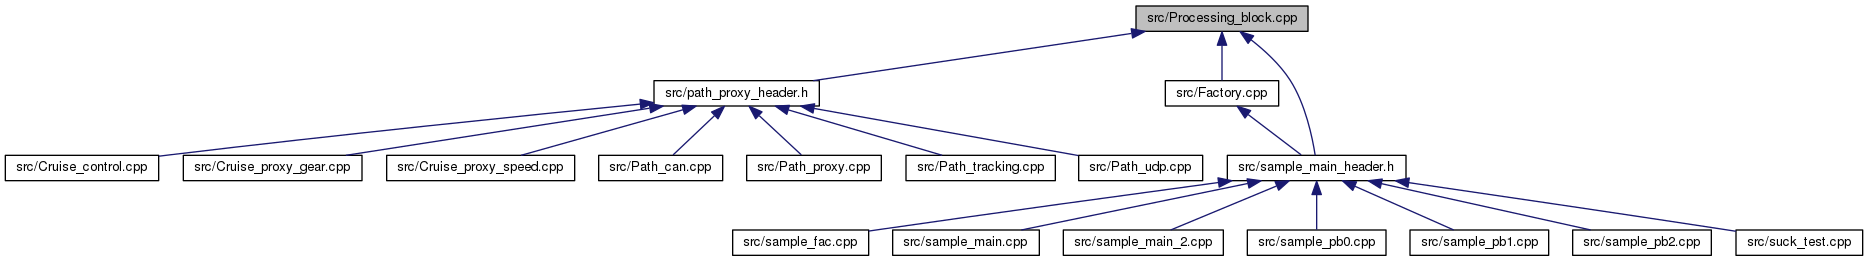 src/Processing_block.cpp
src/path_proxy_header.h
src/Factory.cpp
src/Cruise_control.cpp
src/Cruise_proxy_gear.cpp
src/Cruise_proxy_speed.cpp
src/Path_can.cpp
src/Path_proxy.cpp
src/Path_tracking.cpp
src/Path_udp.cpp
src/sample_main_header.h
src/sample_fac.cpp
src/sample_main.cpp
src/sample_main_2.cpp
src/sample_pb0.cpp
src/sample_pb1.cpp
src/sample_pb2.cpp
src/suck_test.cpp